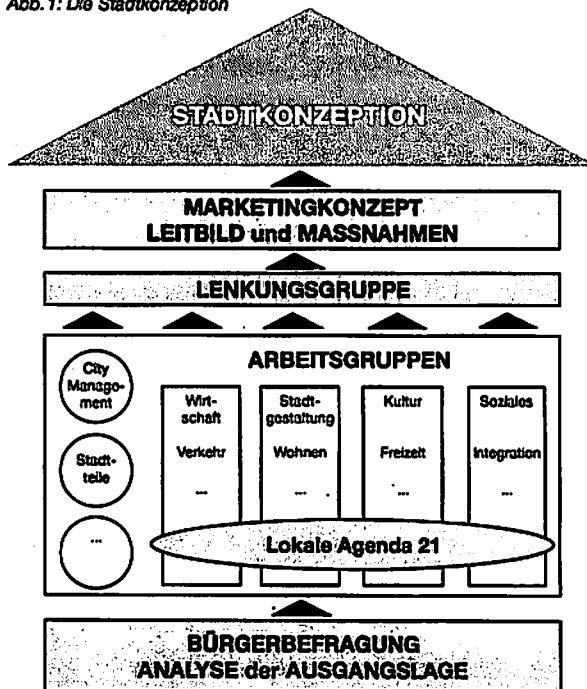 Abb. 1: Die Stadtkonzeption
STADTKONZEPTION
MARKETINGKONZEPT
LEITBILD und MASSNAHMEN
LENKUNGSGRUPPE
ARBEITSGRUPPEN
City
Manage-
ment
Stadt-
teile
...
Wirt-
schaft
Verkehr
...
Stadt-
gestaltung
Wohnen
...
Kultur
Freizeit
...
Soziales
Integration
...
Lokale Agenda 21
BÜRGERBEFRAGUNG
ANALYSE der AUSGANGSLAGE